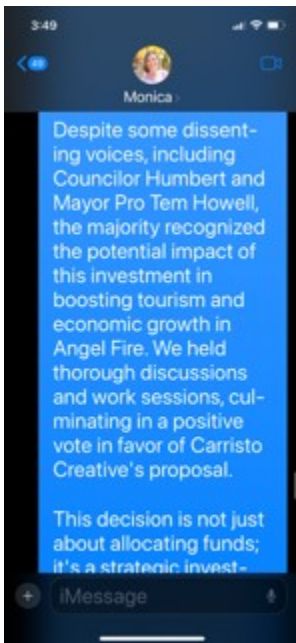 3:49
49
Monica
Despite some dissent-
ing voices, including
Councilor Humbert and
Mayor Pro Tem Howell,
the majority recognized
the potential impact of
this investment in
boosting tourism and
economic growth in
Angel Fire. We held
thorough discussions
and work sessions, cul-
minating in a positive
vote in favor of Carristo
Creative's proposal.
This decision is not just
about allocating funds;
it's a strategic invest-
iMessage